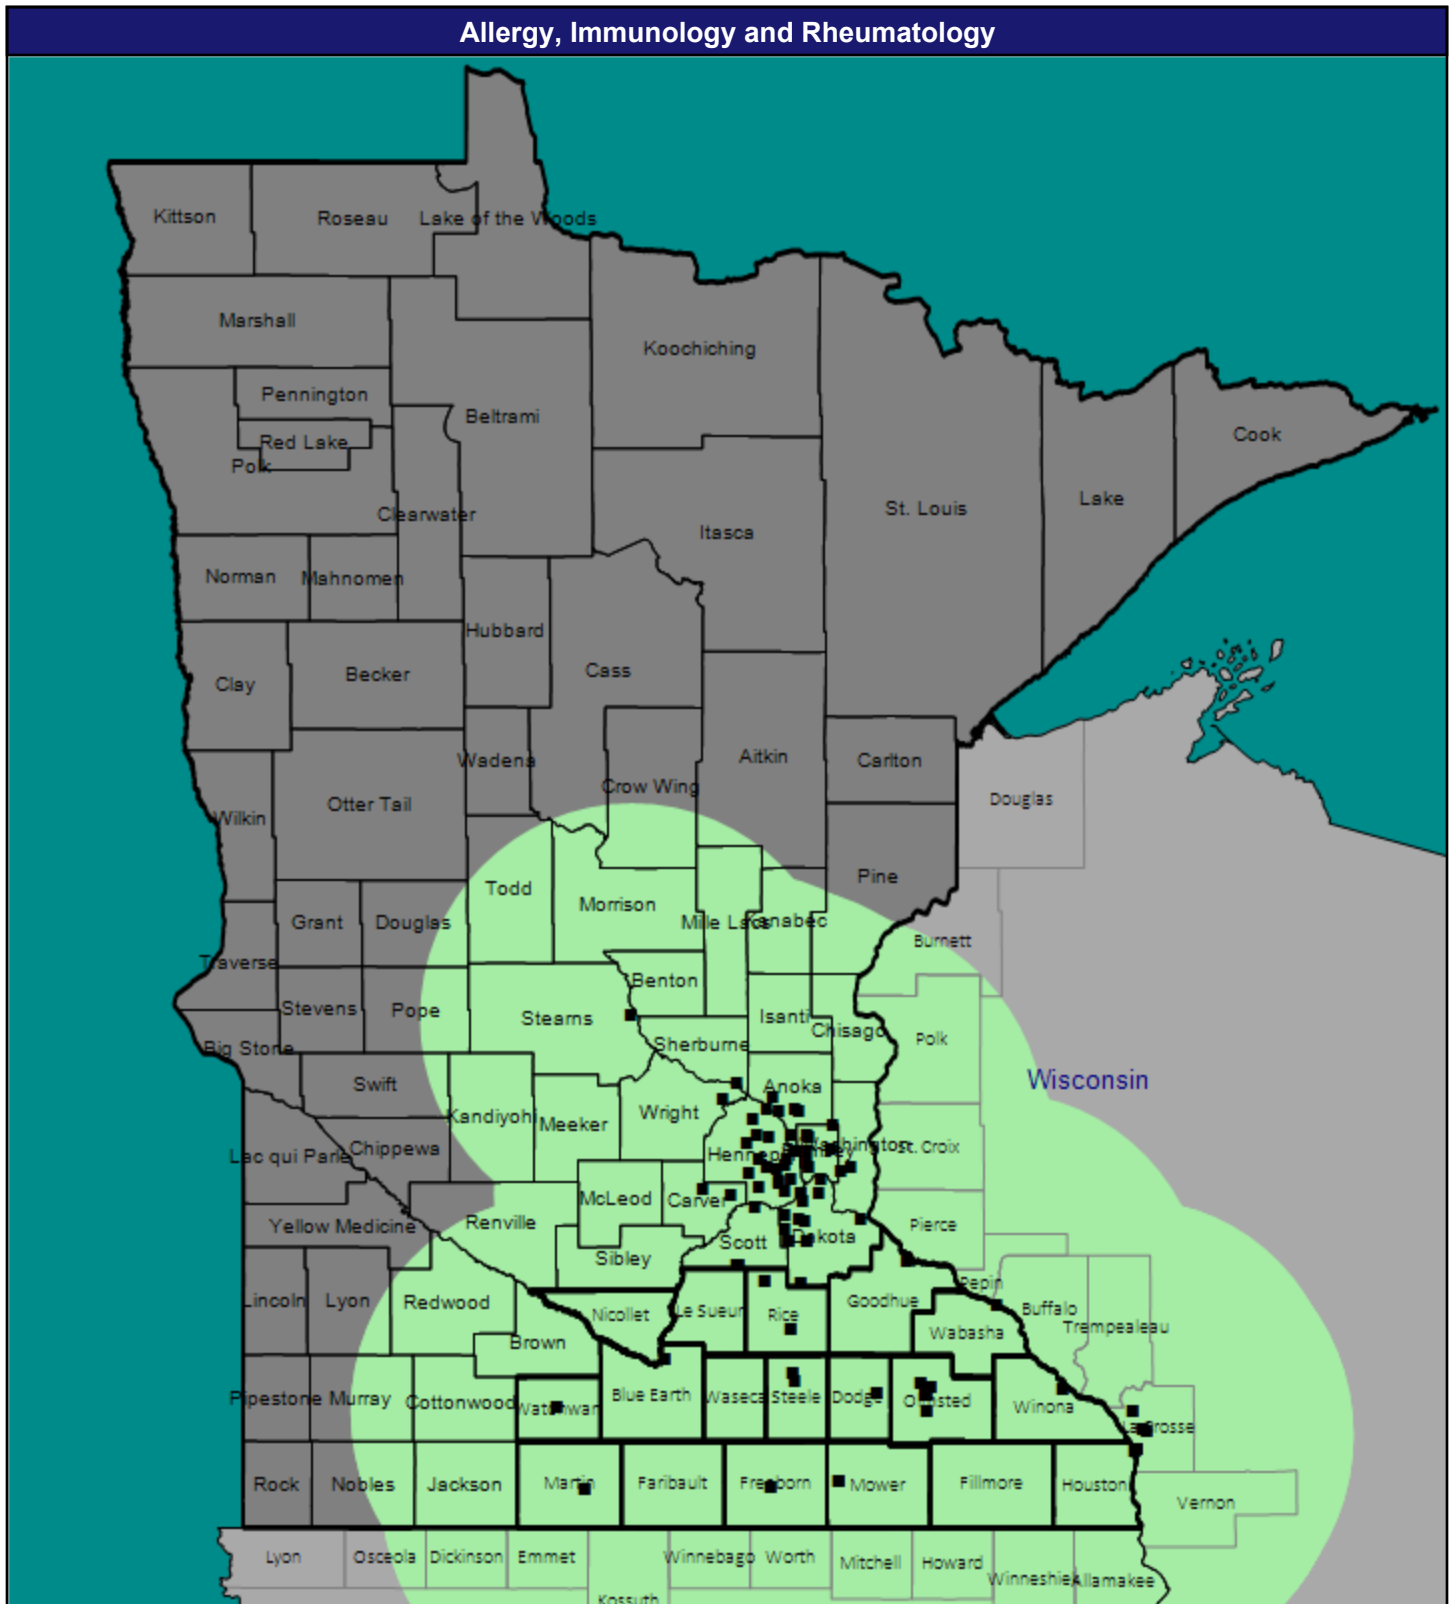 Allergy, Immunology and Rheumatology
Kittson
Roseau
Lake of the Woods
Marshall
Koochiching
Pennington
Beltrami
Red Lake
Polk
Cook
Lake
St. Louis
Clearwater
Itasca
Norman
Mahnomen
Hubbard
Cass
Clay
Becker
Wadena
Aitkin
Carlton
Crow Wing
Otter Tail
Douglas
Wilkin
Pine
Todd
Morrison
Grant
Douglas
Mille Lacs
Kanabec
Burnett
Traverse
Benton
Stevens
Pope
Stearns
Isanti
Chisago
Polk
Big Stone
Sherburne
Wisconsin
Swift
Anoka
Kandiyohi
Meeker
Wright
Lac qui Parle
Chippewa
Washington
St. Croix
McLeod
Carver
Yellow Medicine
Renville
Scott
Dakota
Pierce
Sibley
Pepin
Lincoln
Lyon
Redwood
Nicollet
Le Sueur
Rice
Goodhue
Buffalo
Trempealeau
Brown
Wabasha
Pipestone
Murray
Cottonwood
Watonwan
Blue Earth
Waseca
Steele
Dodge
Olmsted
Winona
La Crosse
Rock
Nobles
Jackson
Martin
Faribault
Freeborn
Mower
Fillmore
Houston
Vernon
Lyon
Osceola
Dickinson
Emmet
Winnebago
Worth
Mitchell
Howard
Winneshiek
Allamakee
Kossuth